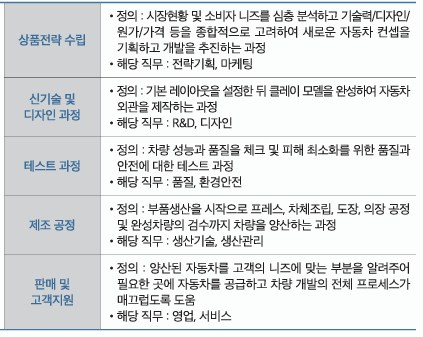 상품전략 수립
• 정의 : 시장현황 및 소비자 니즈를 심층 분석하고 기술력/디자인/
원가/가격 등을 종합적으로 고려하여 새로운 자동차 컨셉을
기획하고 개발을 추진하는 과정
• 해당 직무 : 전략기획, 마케팅
신기술 및
디자인 과정
• 정의 : 기본 레이아웃을 설정한 뒤 클레이 모델을 완성하여 자동차
외관을 제작하는 과정
• 해당 직무 : R&D, 디자인
테스트 과정
• 정의 : 차량 성능과 품질을 체크 및 피해 최소화를 위한 품질과
안전에 대한 테스트 과정
• 해당 직무 : 품질, 환경안전
제조 공정
• 정의 : 부품생산을 시작으로 프레스, 차체조립, 도장, 의장 공정
및 완성차량의 검수까지 차량을 양산하는 과정
• 해당 직무 : 생산기술, 생산관리
판매 및
고객지원
• 정의 : 양산된 자동차를 고객의 니즈에 맞는 부분을 알려주어
필요한 곳에 자동차를 공급하고 차량 개발의 전체 프로세스가
매끄럽도록 도움
• 해당 직무 : 영업, 서비스